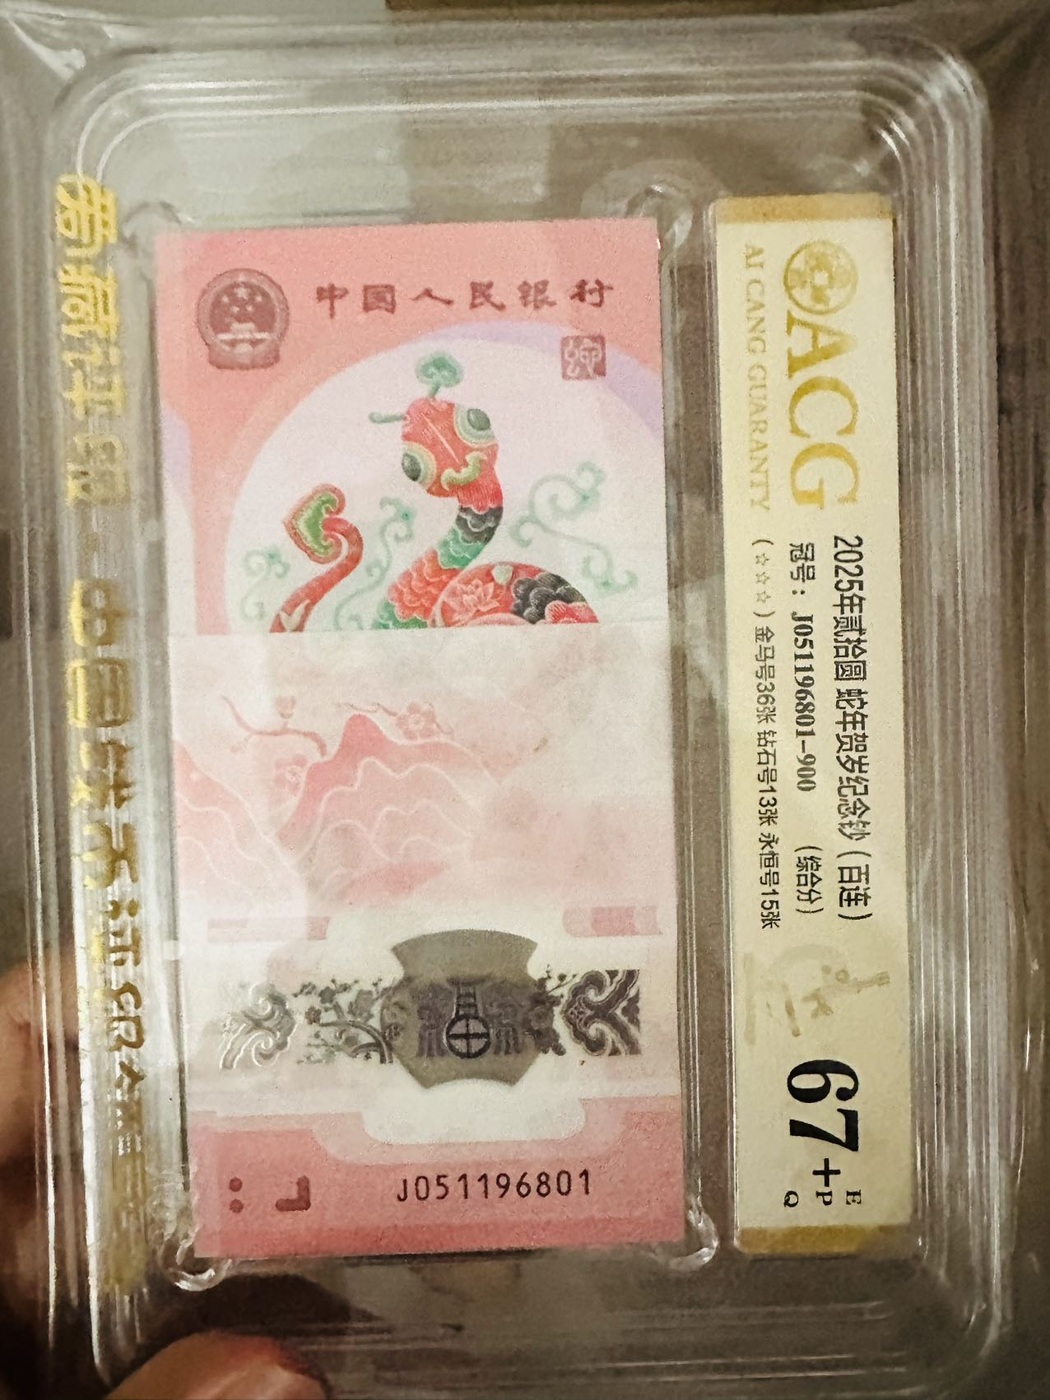 中国人民银行
J051196801
ACG
AI CANG GUARANTY
2025年贰拾圆 蛇年贺岁纪念钞（百连）
冠号：J051196801-900 （综合分）
（☆☆☆）金马号36张 钻石号13张 永恒号15张
67+
E
P
Q